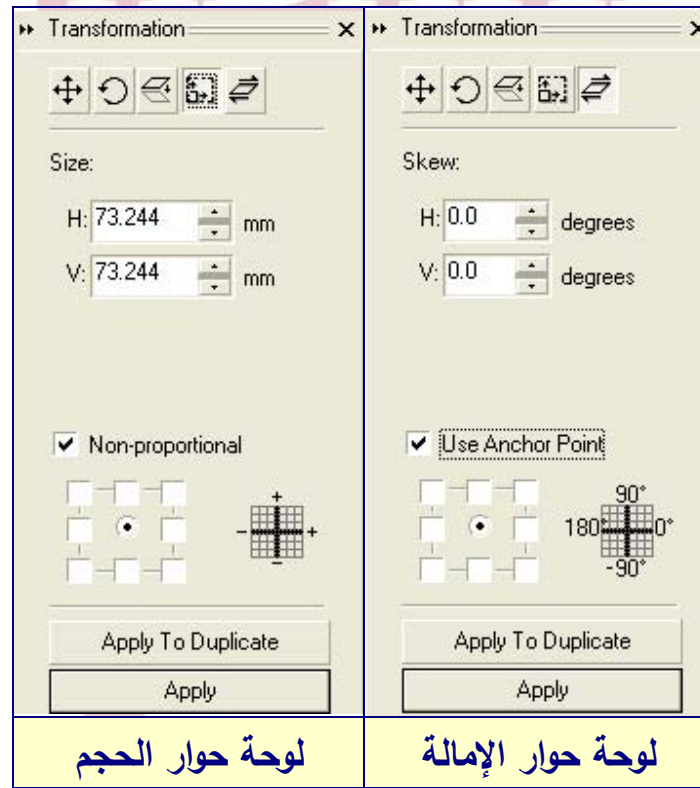 Transformation
Size:
H: 73.244 mm
V: 73.244 mm
Non-proportional
+
- +
-
Apply To Duplicate
Apply
لوحة حوار الحجم
Transformation
Skew:
H: 0.0 degrees
V: 0.0 degrees
Use Anchor Point
90°
180° 0°
-90°
Apply To Duplicate
Apply
لوحة حوار الإمالة